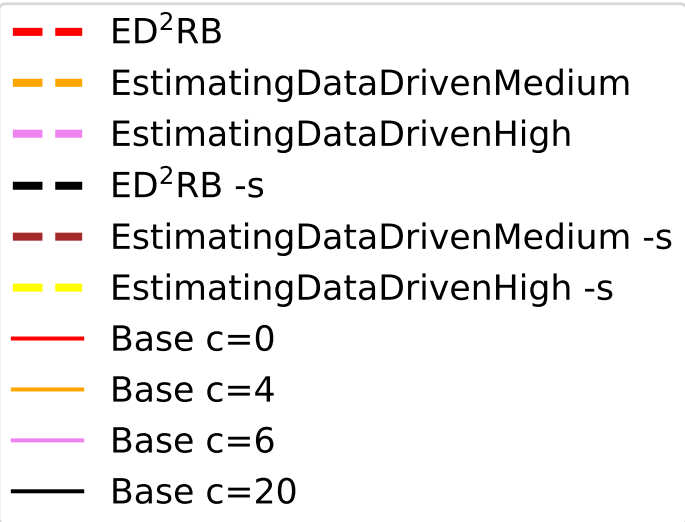 ED²RB
EstimatingDataDrivenMedium
EstimatingDataDrivenHigh
ED²RB -s
EstimatingDataDrivenMedium -s
EstimatingDataDrivenHigh -s
Base c=0
Base c=4
Base c=6
Base c=20